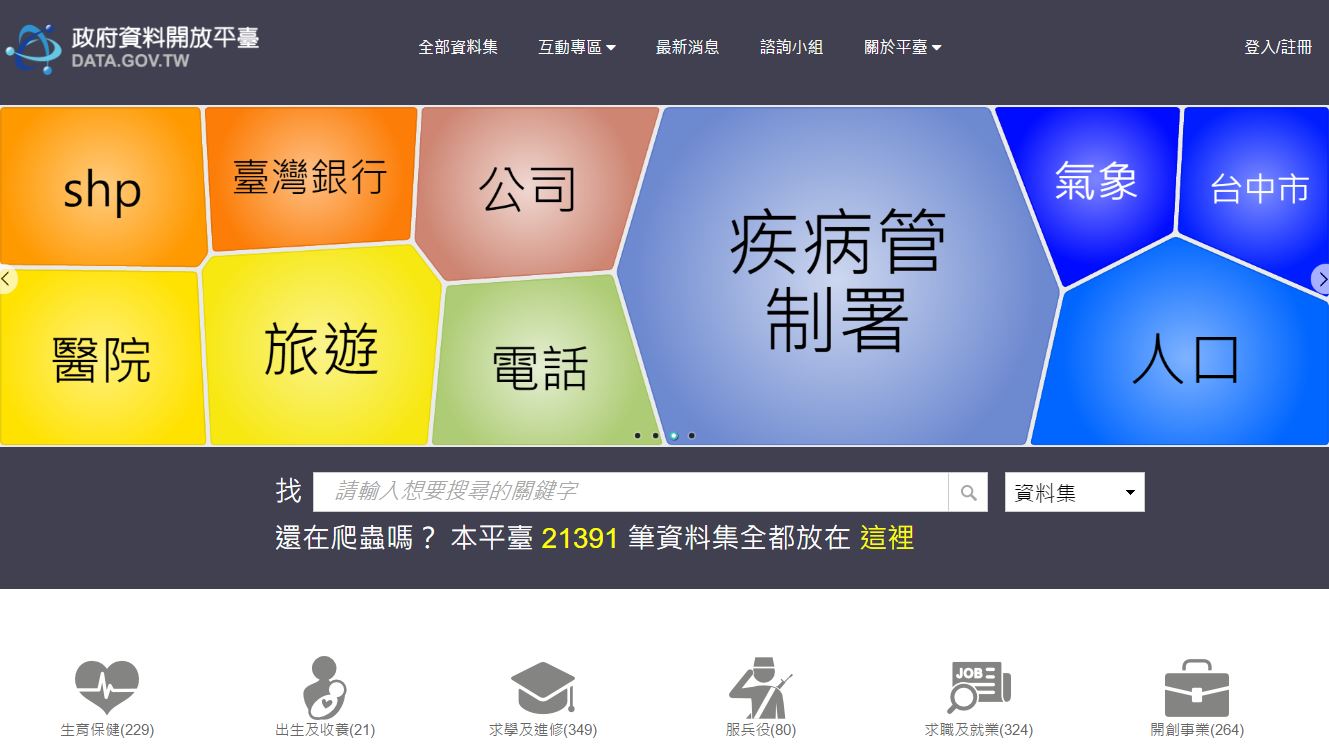 政府資料開放平臺
DATA.GOV.TW
全部資料集
互動專區
最新消息
諮詢小組
關於平臺
登入/註冊
shp
臺灣銀行
公司
疾病管
制署
氣象
台中市
醫院
旅遊
電話
人口
找
請輸入想要搜尋的關鍵字
資料集
還在爬蟲嗎？ 本平臺 21391 筆資料集全都放在 這裡
JOB
生育保健(229)
出生及收養(21)
求學及進修(349)
服兵役(80)
求職及就業(324)
開創事業(264)